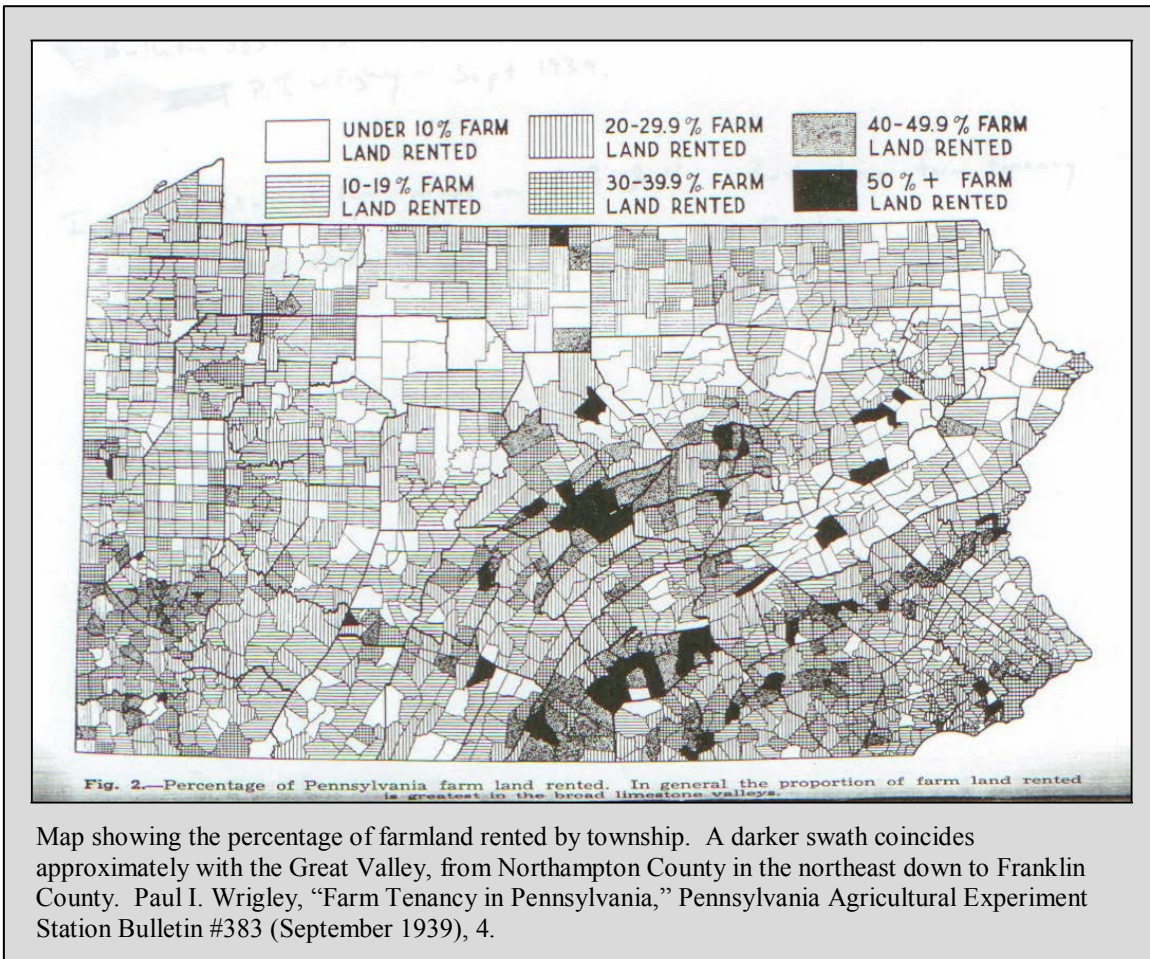 Sept 1939.
UNDER 10% FARM
LAND RENTED
20-29.9% FARM
LAND RENTED
40-49.9% FARM
LAND RENTED
10-19% FARM
LAND RENTED
30-39.9% FARM
LAND RENTED
50% + FARM
LAND RENTED
Fig. 2.—Percentage of Pennsylvania farm land rented. In general the proportion of farm land rented
is greatest in the broad limestone valleys.
Map showing the percentage of farmland rented by township. A darker swath coincides
approximately with the Great Valley, from Northampton County in the northeast down to Franklin
County. Paul I. Wrigley, “Farm Tenancy in Pennsylvania,” Pennsylvania Agricultural Experiment
Station Bulletin #383 (September 1939), 4.